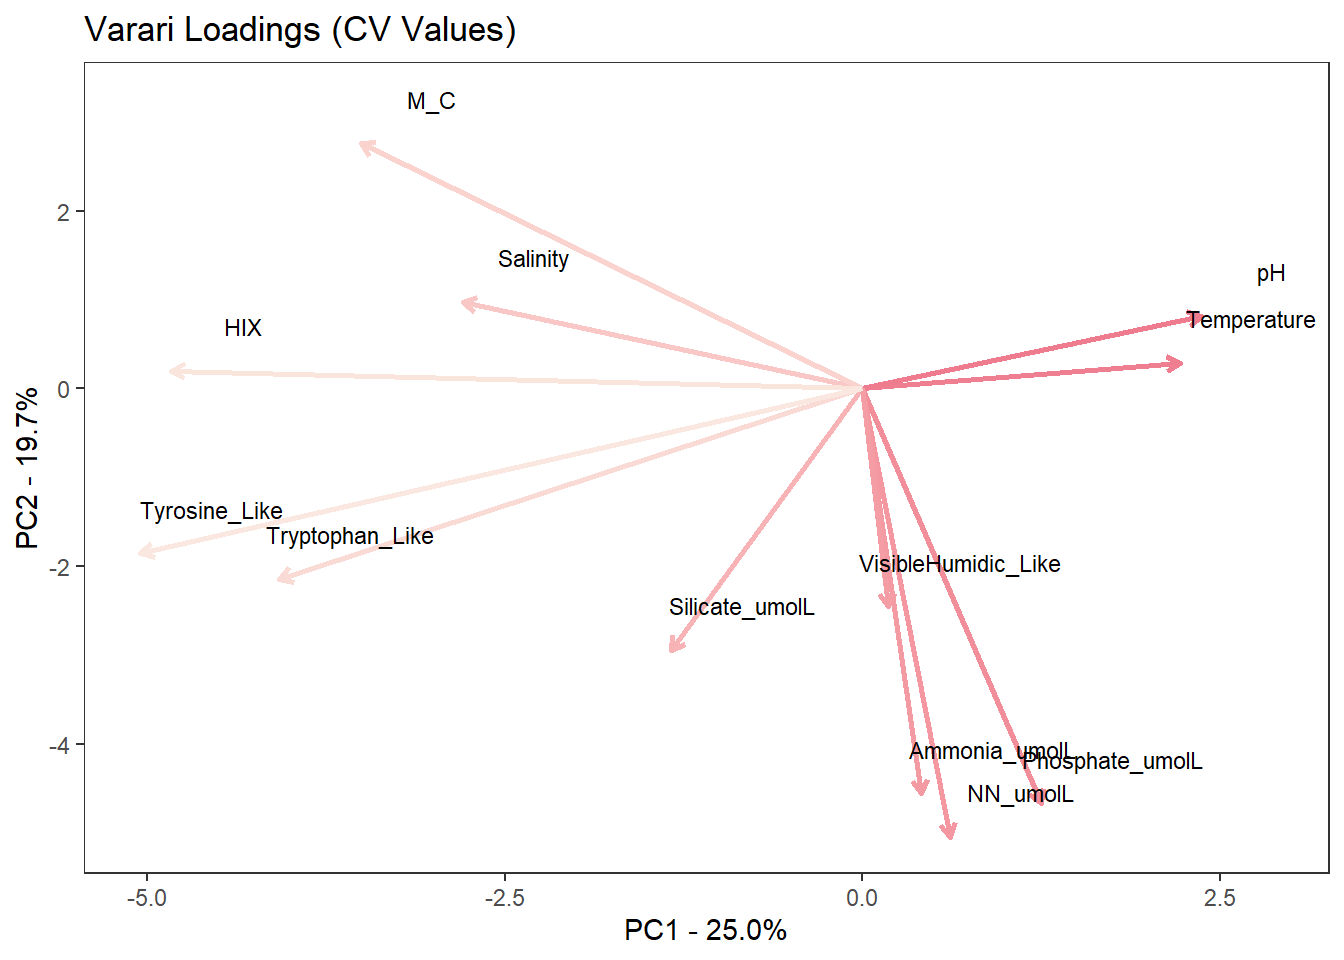 Varari Loadings (CV Values)
M_C
Salinity
pH
Temperature
HIX
Tyrosine_Like
Tryptophan_Like
VisibleHumidic_Like
Silicate_umolL
Ammonia_umolL
Phosphate_umolL
NN_umolL
2
0
-2
-4
PC2 - 19.7%
-5.0
-2.5
0.0
2.5
PC1 - 25.0%